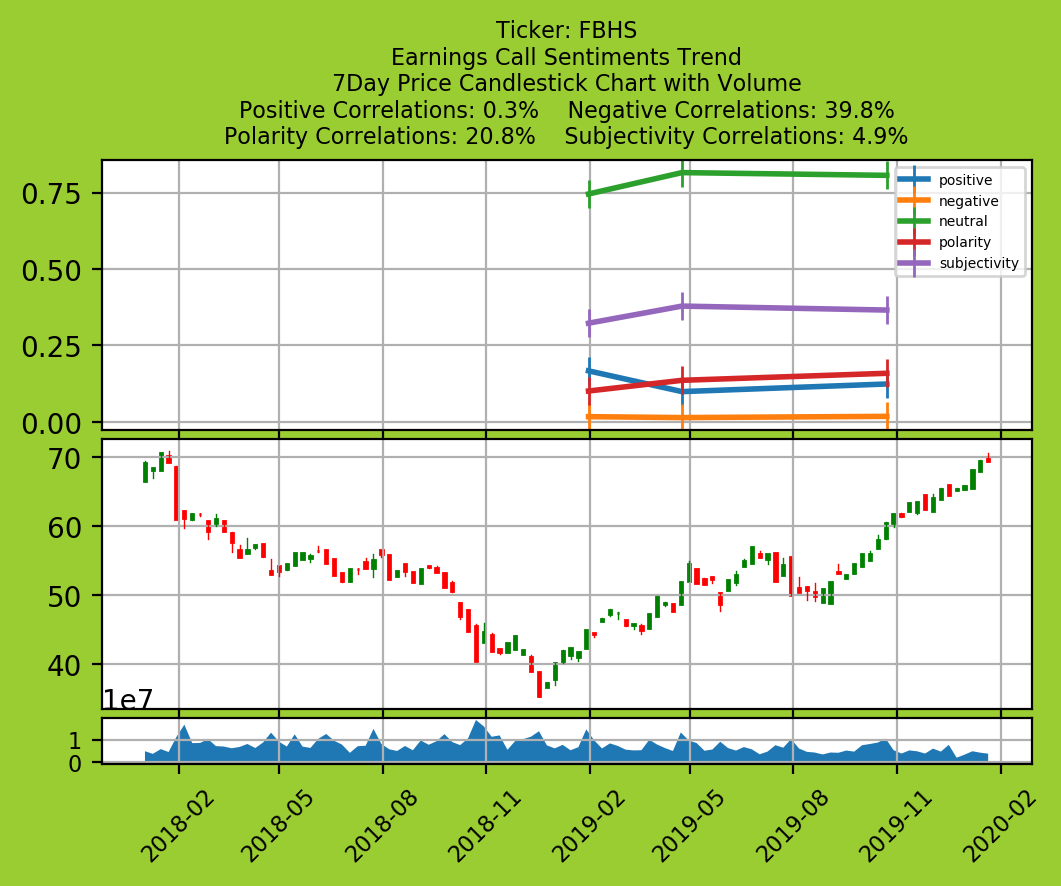 Ticker: FBHS
Earnings Call Sentiments Trend
7Day Price Candlestick Chart with Volume
Positive Correlations: 0.3%    Negative Correlations: 39.8%
Polarity Correlations: 20.8%    Subjectivity Correlations: 4.9%
0.75
0.50
0.25
0.00
positive
negative
neutral
polarity
subjectivity
70
60
50
40
1e7
1
0
2018-02
2018-05
2018-08
2018-11
2019-02
2019-05
2019-08
2019-11
2020-02